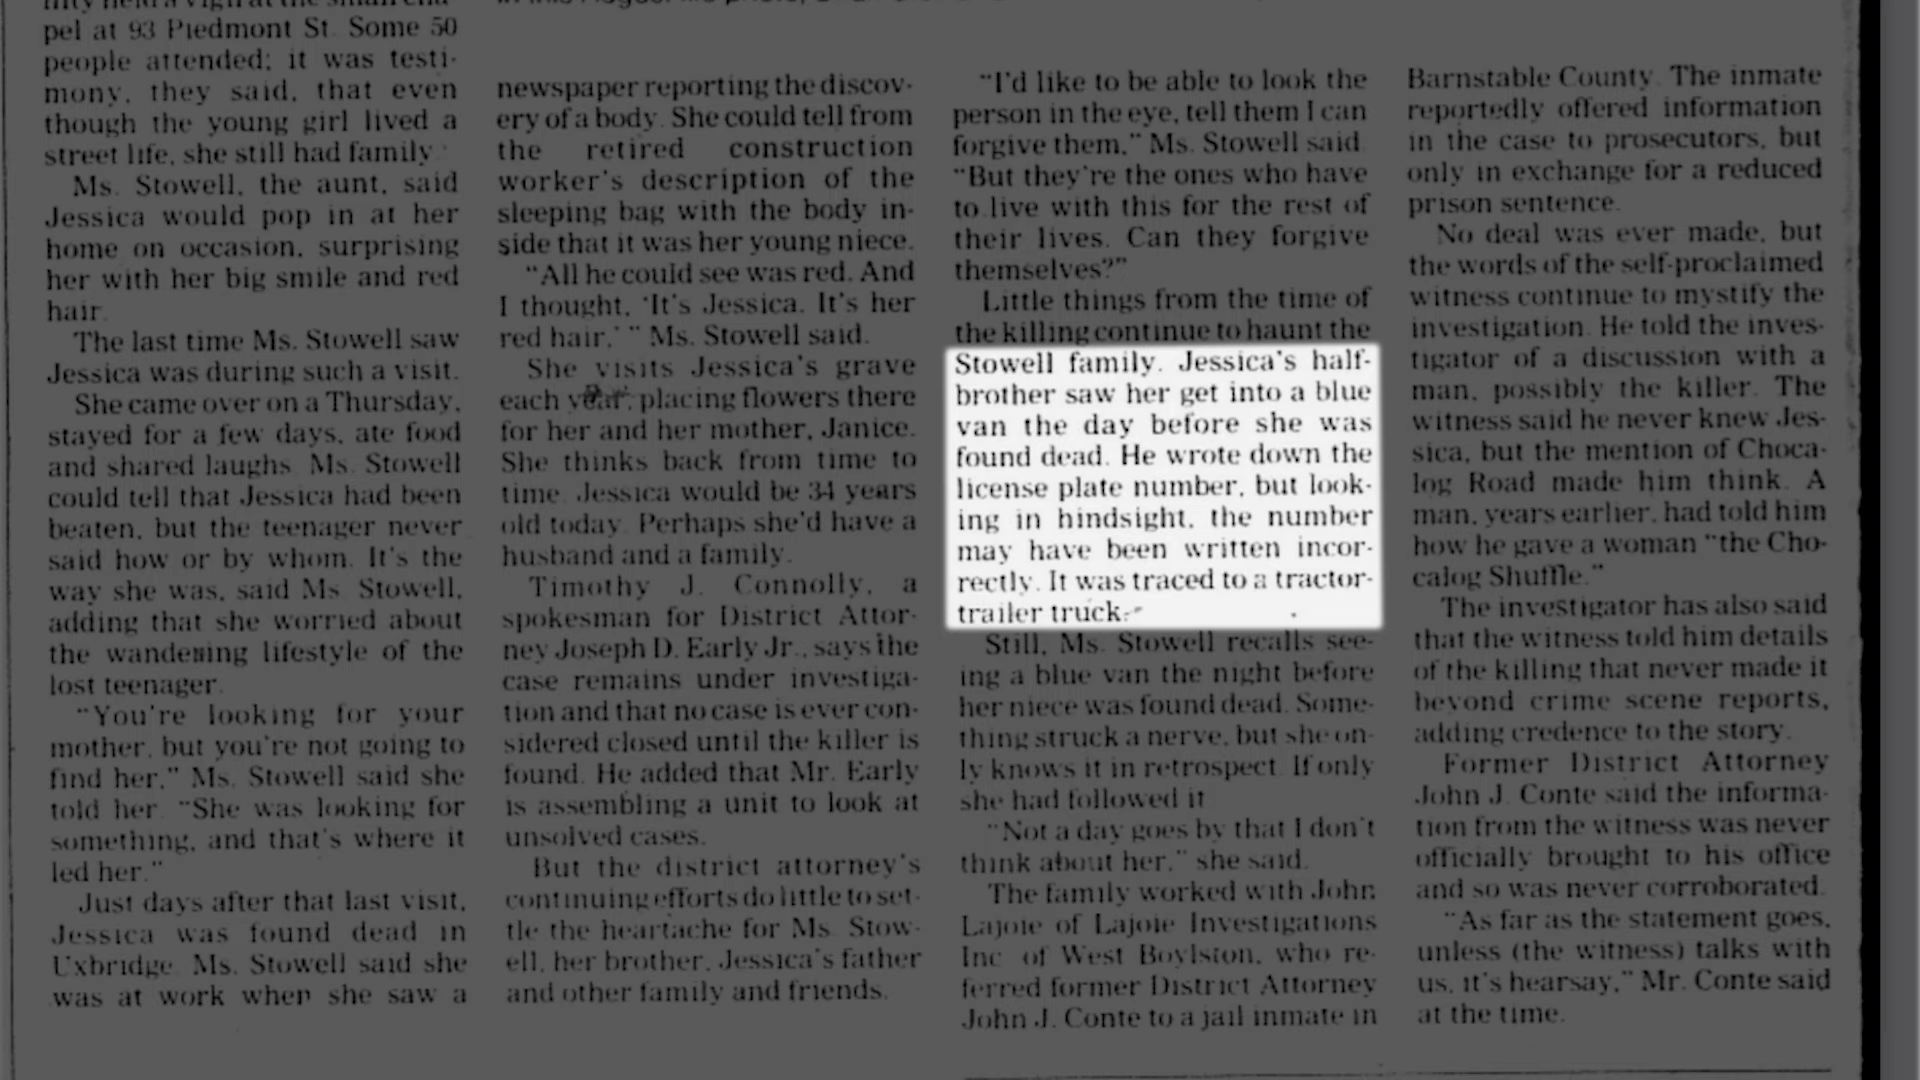 pel at 93 Piedmont St. Some 50
people attended; it was testi-
mony, they said, that even
though the young girl lived a
street life, she still had family.
Ms. Stowell, the aunt, said
Jessica would pop in at her
home on occasion, surprising
her with her big smile and red
hair.
The last time Ms. Stowell saw
Jessica was during such a visit.
She came over on a Thursday,
stayed for a few days, ate food
and shared laughs. Ms. Stowell
could tell that Jessica had been
beaten, but the teenager never
said how or by whom. It's the
way she was, said Ms. Stowell,
adding that she worried about
the wandering lifestyle of the
lost teenager.
"You're looking for your
mother, but you're not going to
find her," Ms. Stowell said she
told her. "She was looking for
something, and that's where it
led her."
Just days after that last visit,
Jessica was found dead in
Uxbridge. Ms. Stowell said she
was at work when she saw a
newspaper reporting the discov-
ery of a body. She could tell from
the retired construction
worker's description of the
sleeping bag with the body in-
side that it was her young niece.
"All he could see was red. And
I thought, 'It's Jessica. It's her
red hair,' " Ms. Stowell said.
She visits Jessica's grave
each year, placing flowers there
for her and her mother, Janice.
She thinks back from time to
time. Jessica would be 34 years
old today. Perhaps she'd have a
husband and a family.
Timothy J. Connolly, a
spokesman for District Attor-
ney Joseph D. Early Jr., says the
case remains under investiga-
tion and that no case is ever con-
sidered closed until the killer is
found. He added that Mr. Early
is assembling a unit to look at
unsolved cases.
But the district attorney's
continuing efforts do little to set-
tle the heartache for Ms. Stow-
ell, her brother, Jessica's father
and other family and friends.
"I'd like to be able to look the
person in the eye, tell them I can
forgive them," Ms. Stowell said.
"But they're the ones who have
to live with this for the rest of
their lives. Can they forgive
themselves?"
Little things from the time of
the killing continue to haunt the
Stowell family. Jessica's half-
brother saw her get into a blue
van the day before she was
found dead. He wrote down the
license plate number, but look-
ing in hindsight, the number
may have been written incor-
rectly. It was traced to a tractor-
trailer truck.
Still, Ms. Stowell recalls see-
ing a blue van the night before
her niece was found dead. Some-
thing struck a nerve, but she on-
ly knows it in retrospect. If only
she had followed it.
"Not a day goes by that I don't
think about her," she said.
The family worked with John
Lajoie of Lajoie Investigations
Inc. of West Boylston, who re-
ferred former District Attorney
John J. Conte to a jail inmate in
Barnstable County. The inmate
reportedly offered information
in the case to prosecutors, but
only in exchange for a reduced
prison sentence.
No deal was ever made, but
the words of the self-proclaimed
witness continue to mystify the
investigation. He told the inves-
tigator of a discussion with a
man, possibly the killer. The
witness said he never knew Jes-
sica, but the mention of Choca-
log Road made him think. A
man, years earlier, had told him
how he gave a woman "the Cho-
calog Shuffle."
The investigator has also said
that the witness told him details
of the killing that never made it
beyond crime scene reports,
adding credence to the story.
Former District Attorney
John J. Conte said the informa-
tion from the witness was never
officially brought to his office
and so was never corroborated.
"As far as the statement goes,
unless (the witness) talks with
us, it's hearsay," Mr. Conte said
at the time.